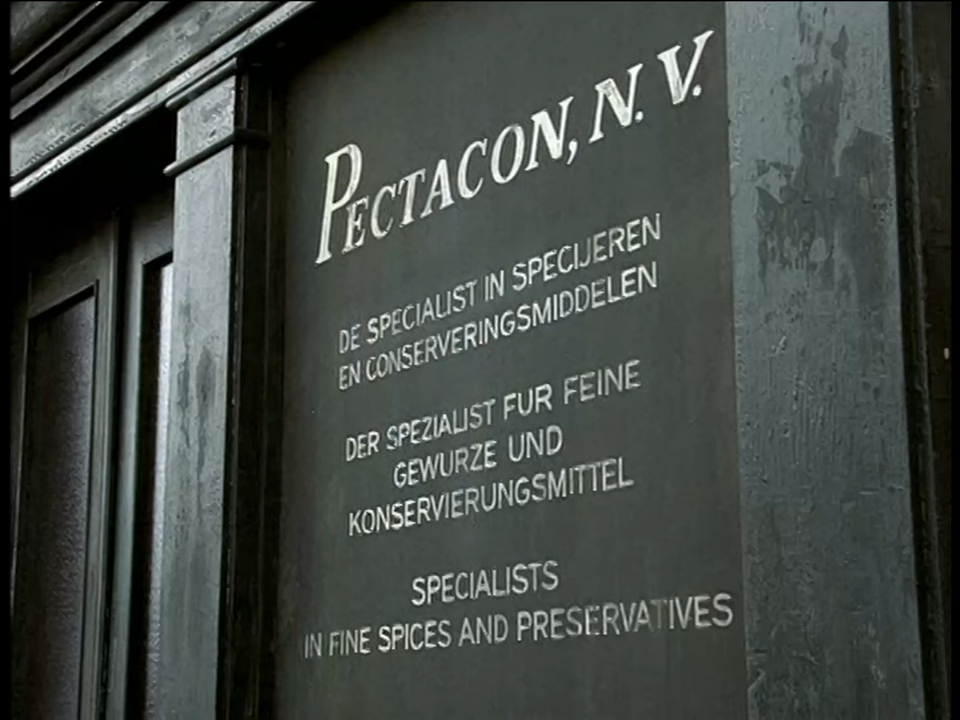 PECTACON, N.V.
DE SPECIALIST IN SPECIJEREN
EN CONSERVERINGSMIDDELEN
DER SPEZIALIST FUR FEINE
GEWURZE UND
KONSERVIERUNGSMITTEL
SPECIALISTS
IN FINE SPICES AND PRESERVATIVES